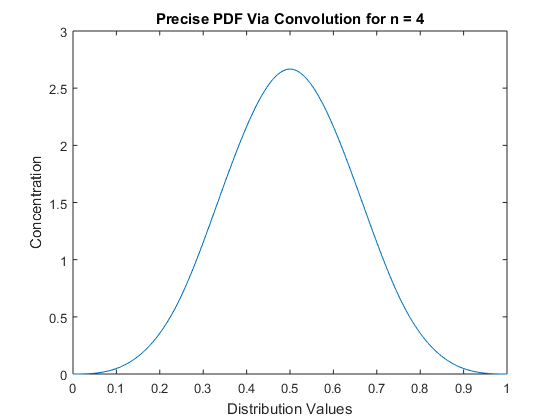 Precise PDF Via Convolution for n = 4
3
2.5
2
1.5
1
0.5
0
Concentration
0 0.1 0.2 0.3 0.4 0.5 0.6 0.7 0.8 0.9 1
Distribution Values